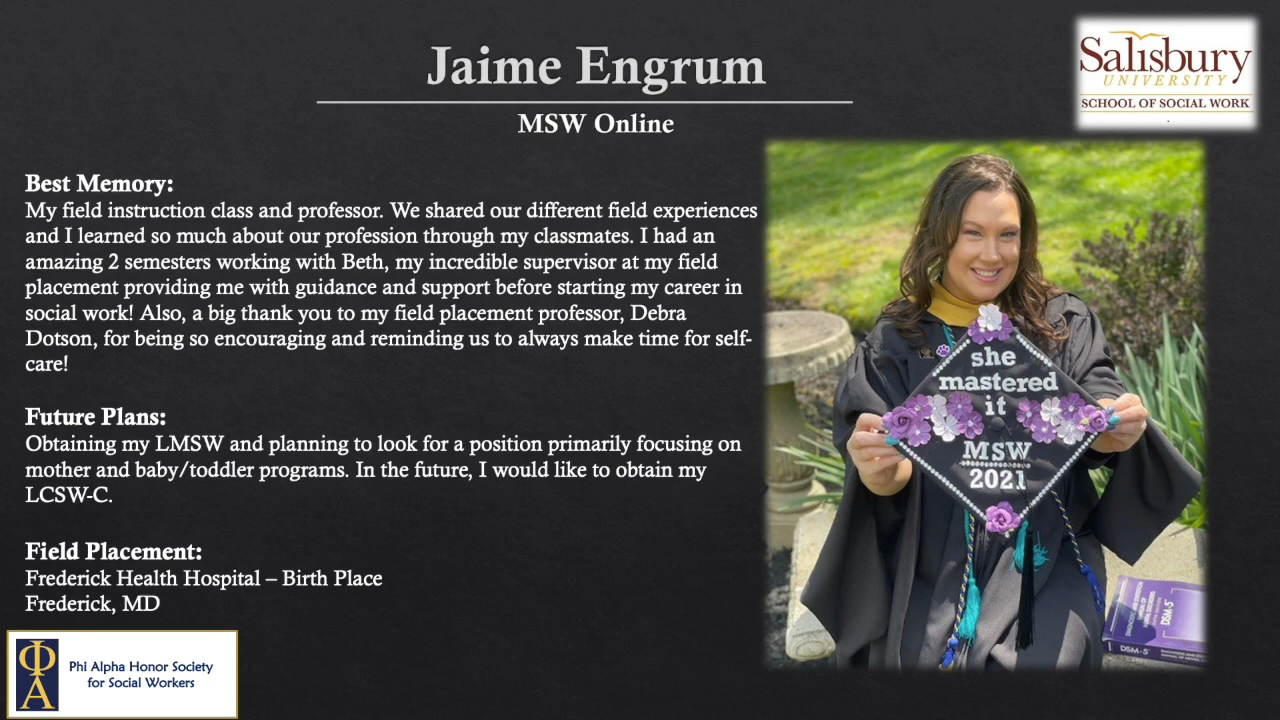 Jaime Engrum
MSW Online
Salisbury
UNIVERSITY
SCHOOL OF SOCIAL WORK
Best Memory:
My field instruction class and professor. We shared our different field experiences
and I learned so much about our profession through my classmates. I had an
amazing 2 semesters working with Beth, my incredible supervisor at my field
placement providing me with guidance and support before starting my career in
social work! Also, a big thank you to my field placement professor, Debra
Dotson, for being so encouraging and reminding us to always make time for self-
care!
Future Plans:
Obtaining my LMSW and planning to look for a position primarily focusing on
mother and baby/toddler programs. In the future, I would like to obtain my
LCSW-C.
Field Placement:
Frederick Health Hospital – Birth Place
Frederick, MD
ΦΑ
Phi Alpha Honor Society
for Social Workers
she
mastered
it
MSW
2021
DSM-5
DSM-5